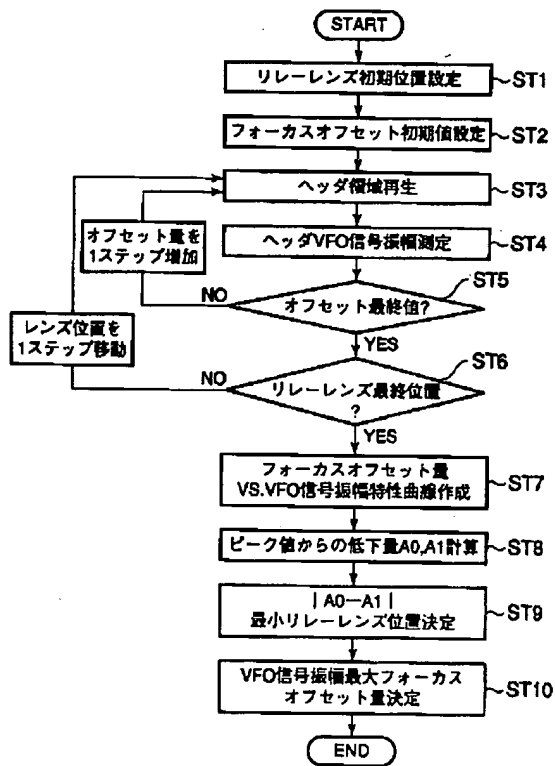 START
リレーレンズ初期位置設定
ST1
フォーカスオフセット初期値設定
ST2
ヘッダ領域再生
ST3
オフセット量を
1ステップ増加
ヘッダVFO信号振幅測定
ST4
ST5
オフセット最終値?
NO
YES
レンズ位置を
1ステップ移動
ST6
リレーレンズ最終位置
?
NO
YES
フォーカスオフセット量
VS.VFO信号振幅特性曲線作成
ST7
ピーク値からの低下量A0,A1計算
ST8
|A0―A1|
最小リレーレンズ位置決定
ST9
VFO信号振幅最大フォーカス
オフセット量決定
ST10
END